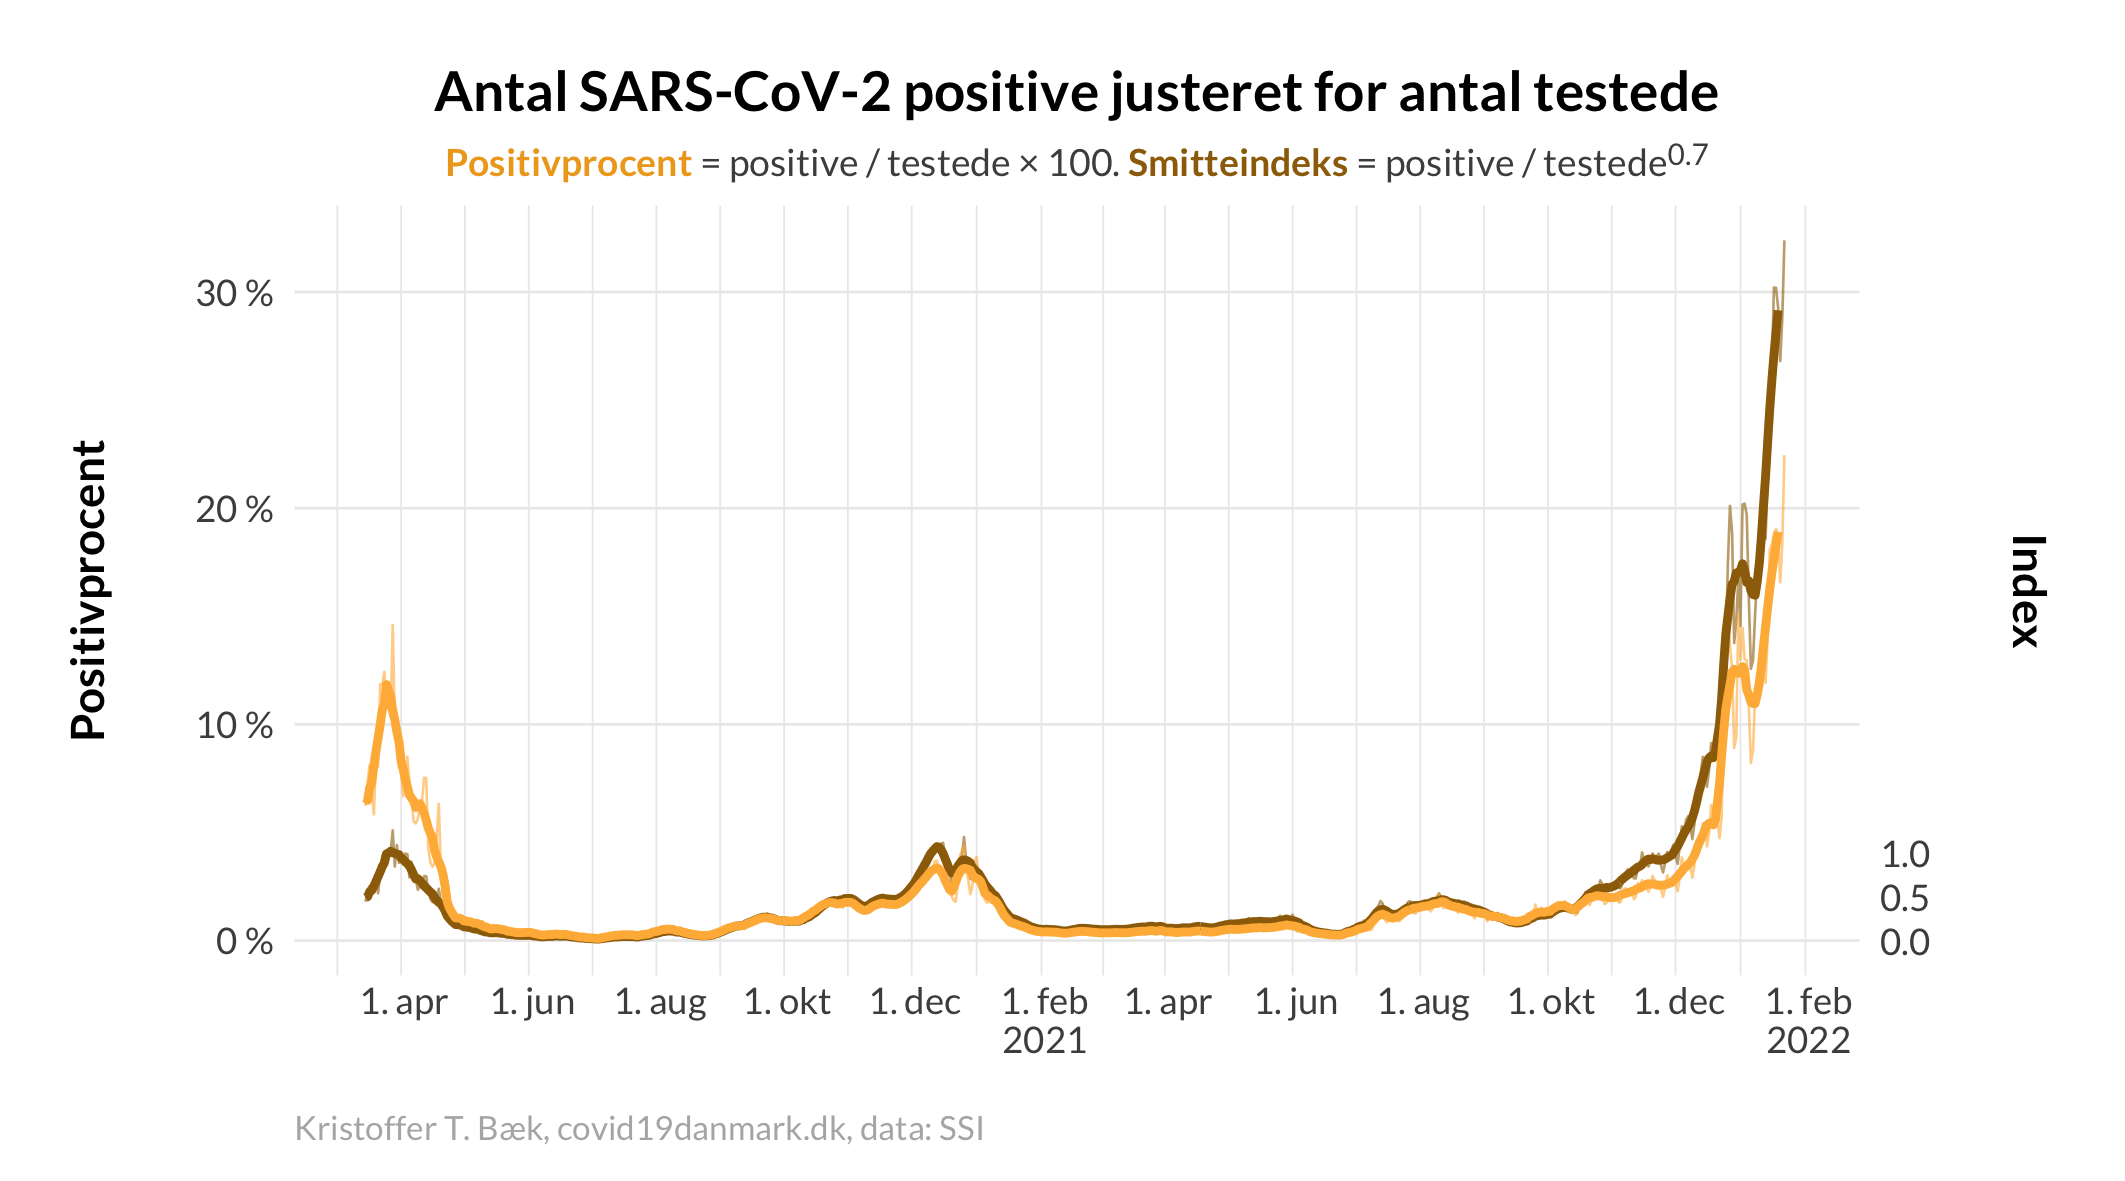 Antal SARS-CoV-2 positive justeret for antal testede
Positivprocent = positive / testede × 100. Smitteindeks = positive / testede^0.7
Positivprocent
30 %
20 %
10 %
0 %
Index
1.0
0.5
0.0
1. apr 1. jun 1. aug 1. okt 1. dec 1. feb 1. apr 1. jun 1. aug 1. okt 1. dec 1. feb
2021 2022
Kristoffer T. Bæk, covid19danmark.dk, data: SSI